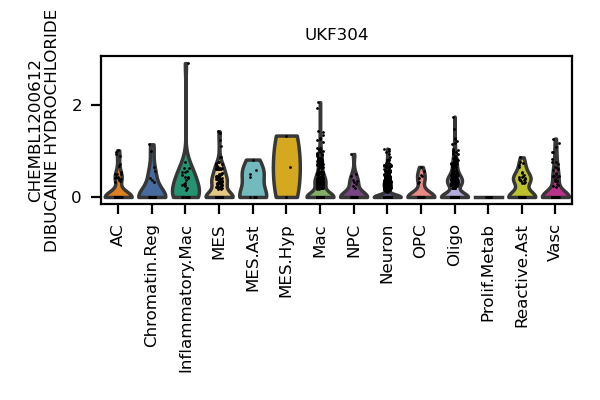 UKF304
CHEMBL1200612
DIBUCAINE HYDROCHLORIDE
2
0
AC
Chromatin.Reg
Inflammatory.Mac
MES
MES.Ast
MES.Hyp
Mac
NPC
Neuron
OPC
Oligo
Prolif.Metab
Reactive.Ast
Vasc